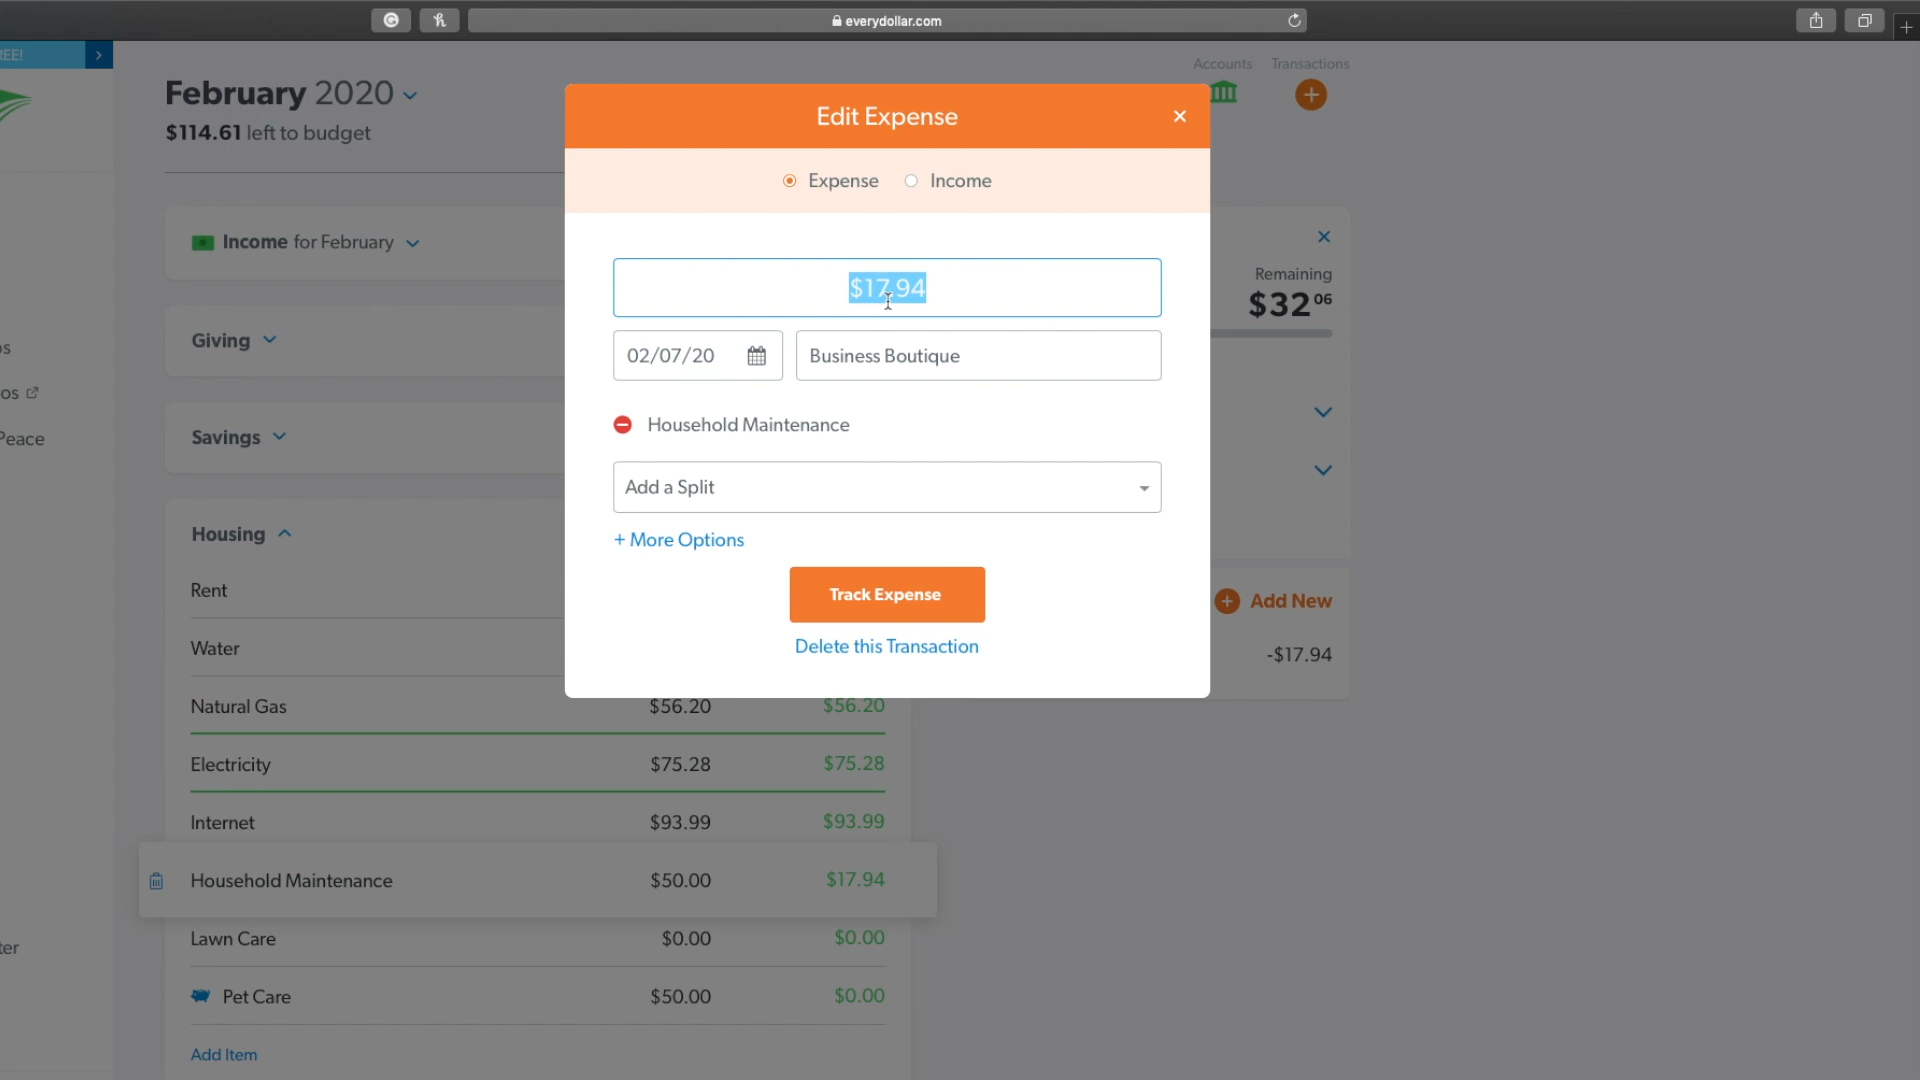 everydollar.com
REE!
February 2020
$114.61 left to budget
Accounts
Transactions
Edit Expense
Expense
Income
Income for February
$17.94
Remaining
$32 06
Giving
02/07/20
Business Boutique
os
os
Peace
Household Maintenance
Savings
Add a Split
Housing
+ More Options
Rent
Track Expense
Add New
Water
Delete this Transaction
-$17.94
Natural Gas $56.20 $56.20
Electricity $75.28 $75.28
Internet $93.99 $93.99
Household Maintenance $50.00 $17.94
Lawn Care $0.00 $0.00
ter
Pet Care $50.00 $0.00
Add Item